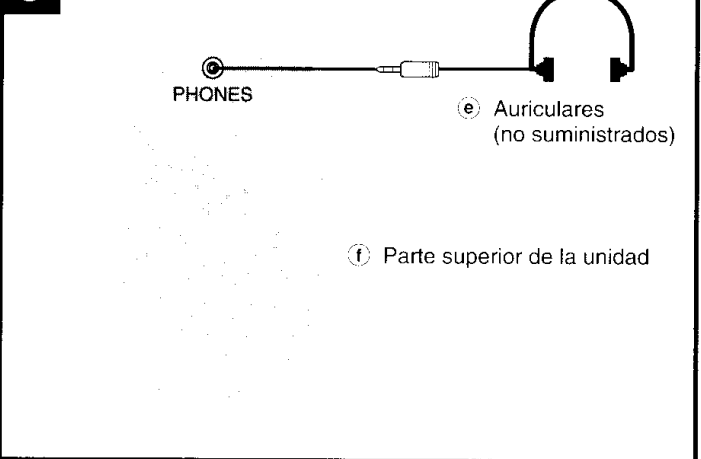 PHONES
ⓔ Auriculares
(no suministrados)
ⓕ Parte superior de la unidad